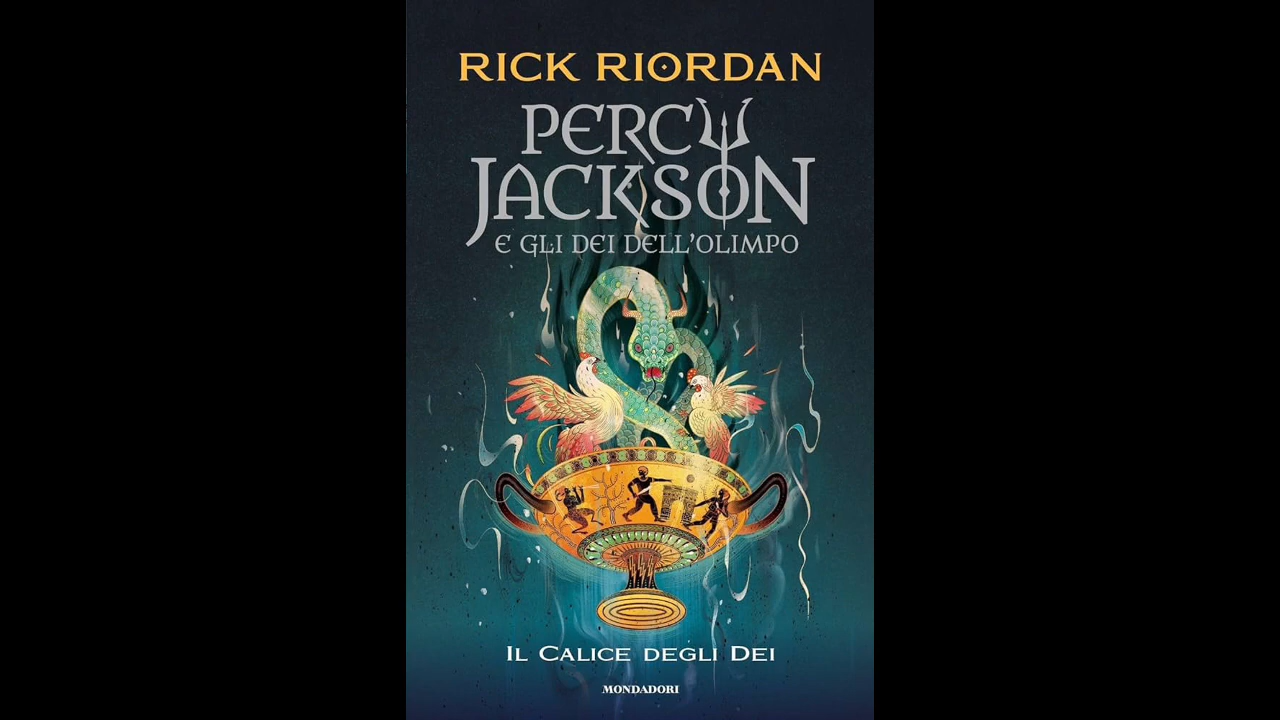 RICK RIORDAN
PERCY
JACKSON
E GLI DEI DELL'OLIMPO
IL CALICE DEGLI DEI
MONDADORI